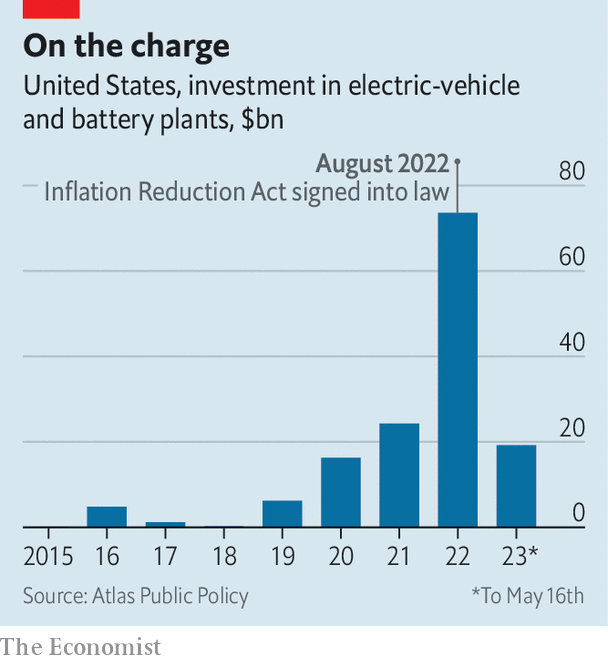 On the charge
United States, investment in electric-vehicle
and battery plants, $bn
August 2022
Inflation Reduction Act signed into law
80
60
40
20
0
2015 16 17 18 19 20 21 22 23*
Source: Atlas Public Policy *To May 16th
The Economist